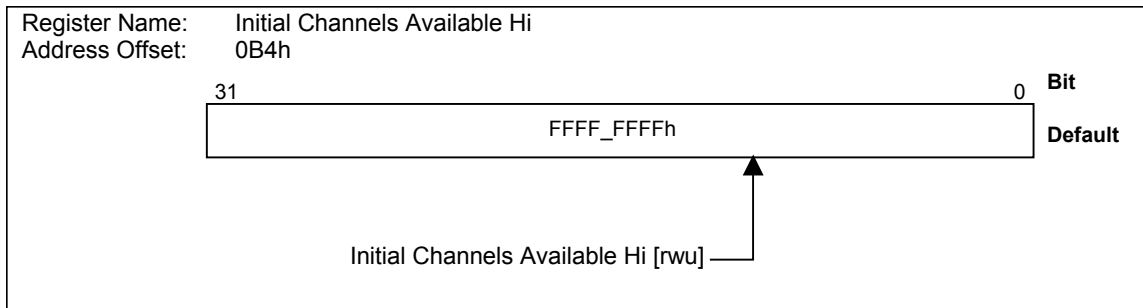 Register Name: Initial Channels Available Hi
Address Offset: 0B4h
31 0 Bit
FFFF_FFFFh Default
Initial Channels Available Hi [rwu]